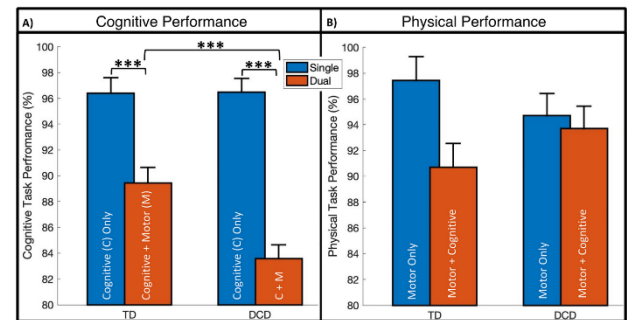 A) Cognitive Performance
Cognitive Task Perfromance (%)
100
98
96
94
92
90
88
86
84
82
80
***
***
***
Single
Dual
Cognitive (C) Only
Cognitive + Motor (M)
Cognitive (C) Only
C + M
TD
DCD
B) Physical Performance
Physical Task Performance (%)
100
98
96
94
92
90
88
86
84
82
80
Motor Only
Motor + Cognitive
Motor Only
Motor + Cognitive
TD
DCD